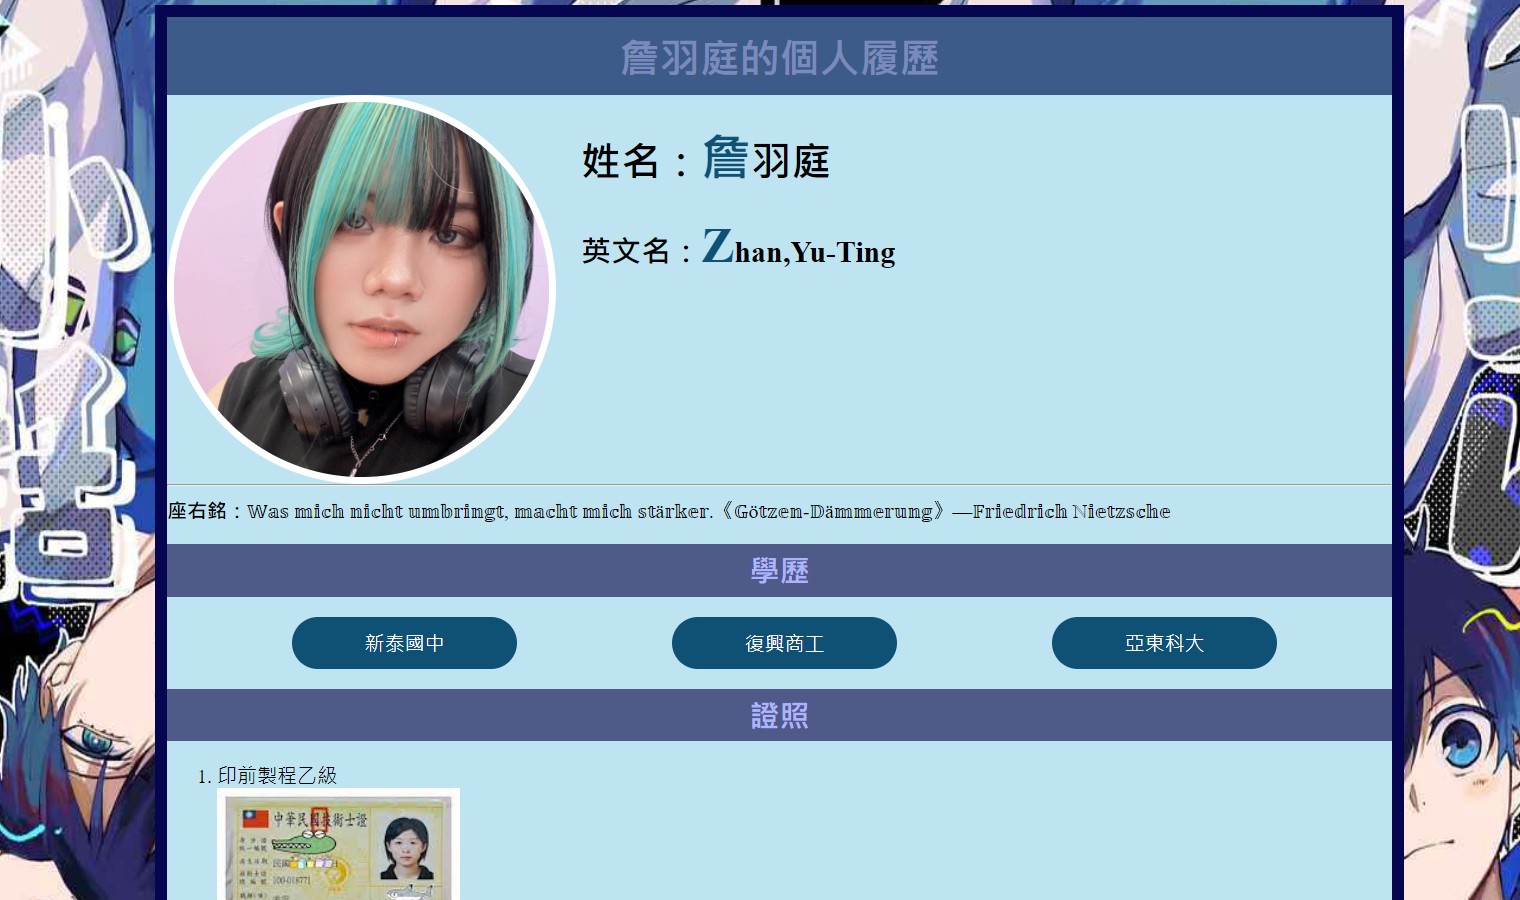 詹羽庭的個人履歷
姓名：詹羽庭
英文名：Zhan,Yu-Ting
座右銘：Was mich nicht umbringt, macht mich stärker.《Götzen-Dämmerung》—Friedrich Nietzsche
學歷
新泰國中
復興商工
亞東科大
證照
1. 印前製程乙級
中華民國技術士證
100-018771